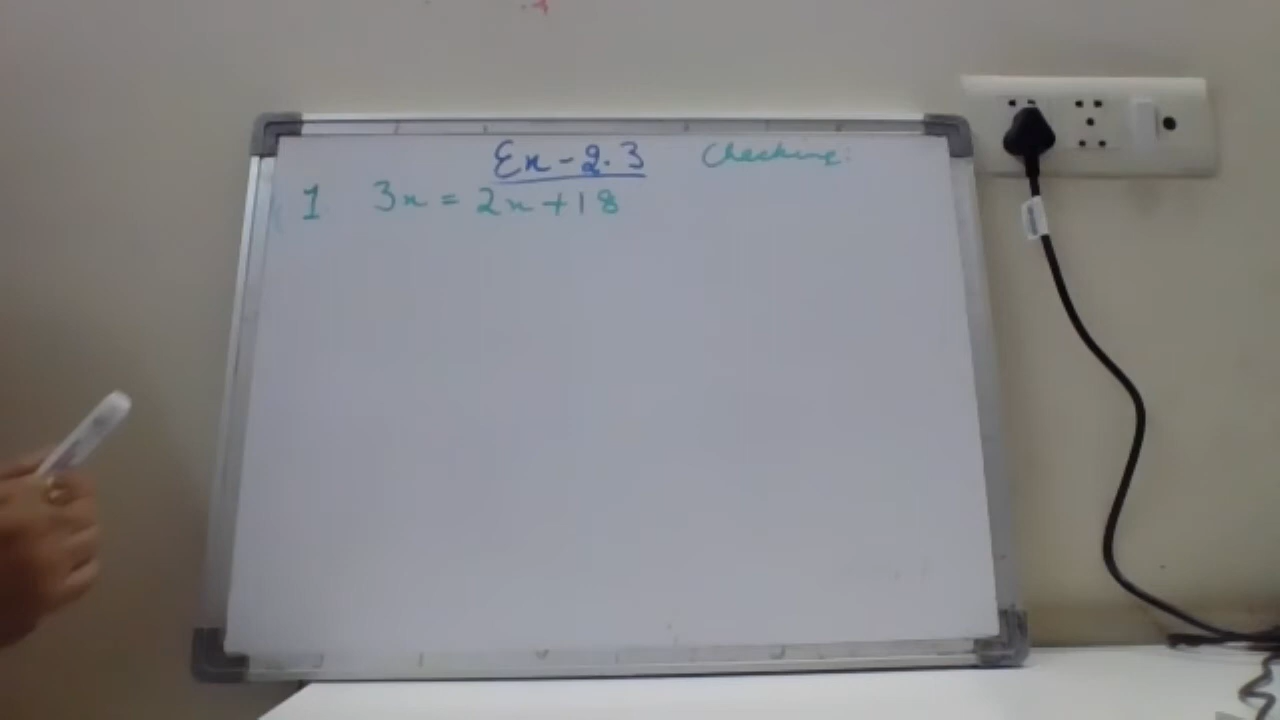 Ex - 2.3 Checking:
1 3x = 2x + 18